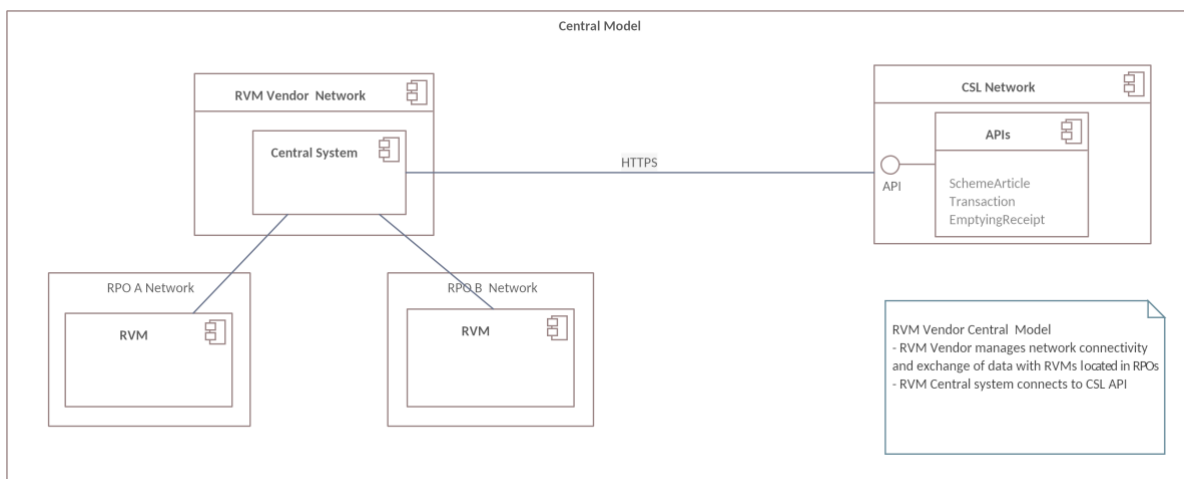 Central Model
RVM Vendor Network
CSL Network
Central System
APIs
HTTPS
API
SchemeArticle
Transaction
EmptyingReceipt
RPO A Network
RPO B Network
RVM
RVM
RVM Vendor Central Model
- RVM Vendor manages network connectivity
and exchange of data with RVMs located in RPOs
- RVM Central system connects to CSL API